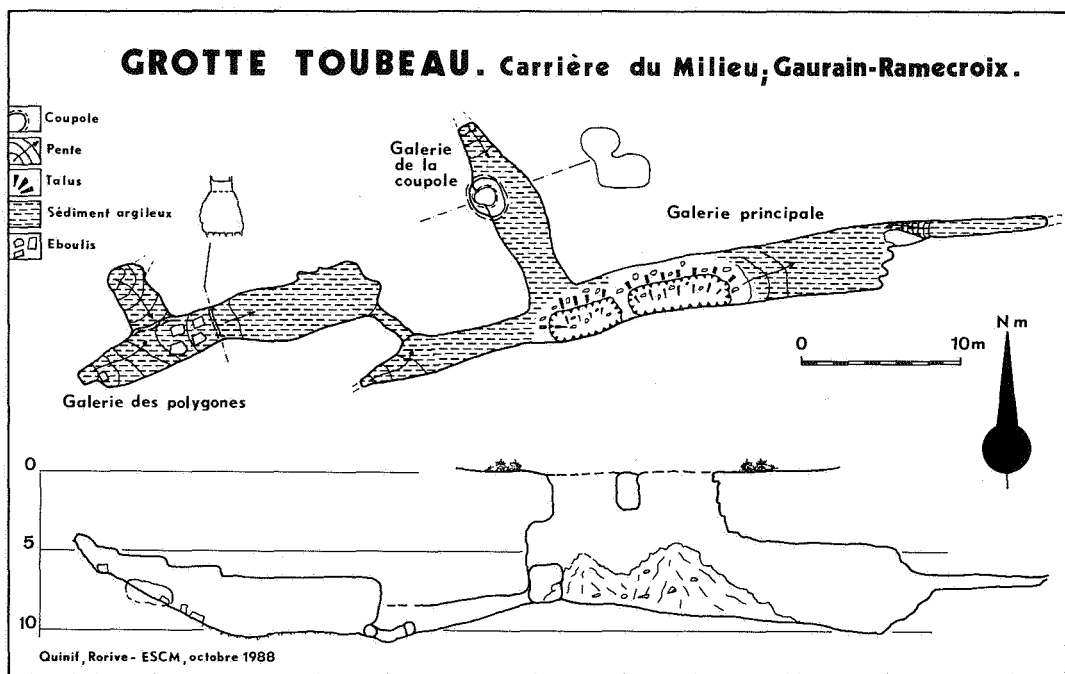 GROTTE TOUBEAU. Carrière du Milieu; Gaurain-Ramecroix.
Coupole
Pente
Talus
Sédiment argileux
Eboulis
Galerie
de la
coupole
Galerie principale
Galerie des polygones
0
10m
N m
0
5
10
Quinif, Rorive - ESCM, octobre 1988